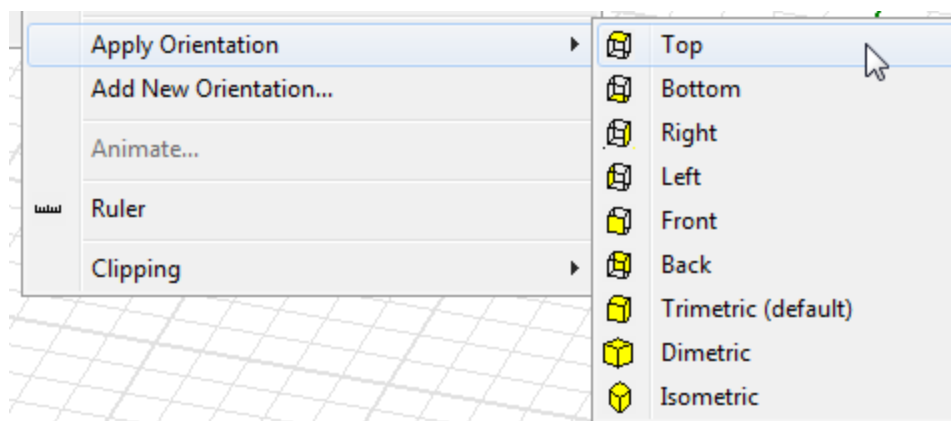 Apply Orientation
Add New Orientation...
Animate...
Ruler
Clipping
Top
Bottom
Right
Left
Front
Back
Trimetric (default)
Dimetric
Isometric